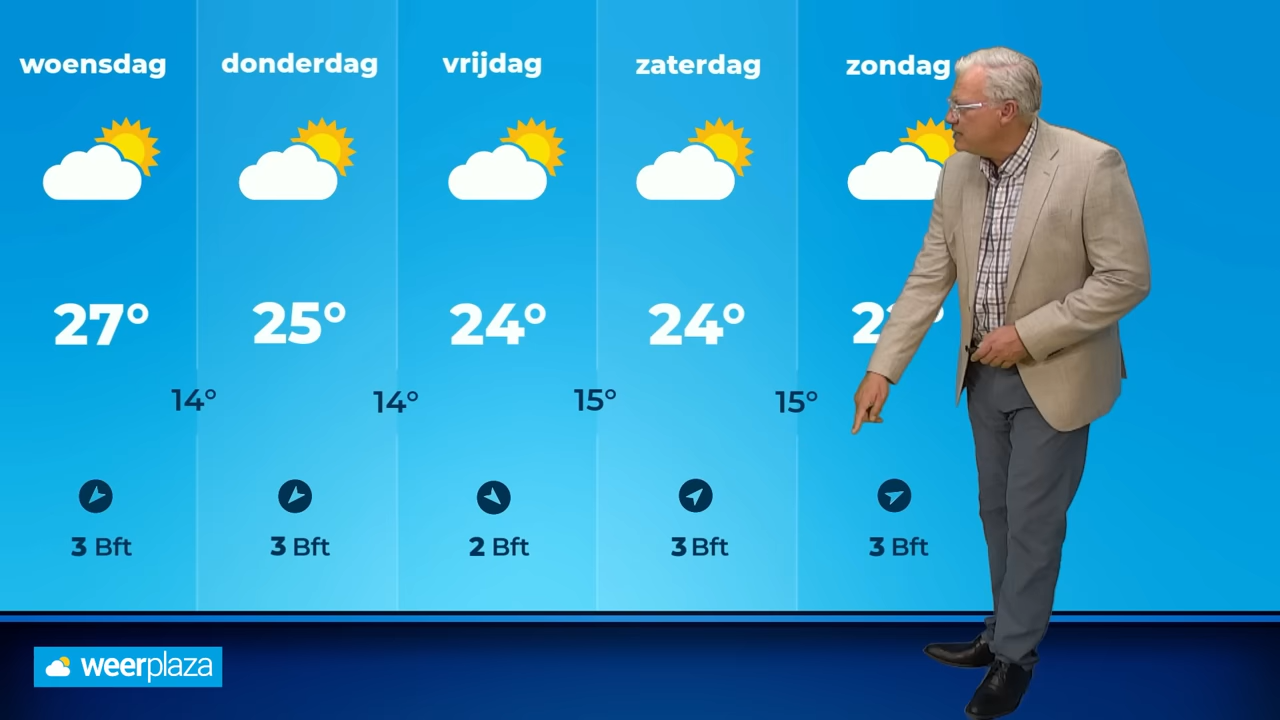 woensdag donderdag vrijdag zaterdag zondag
27° 25° 24° 24°
14° 14° 15° 15°
3 Bft 3 Bft 2 Bft 3 Bft 3 Bft
weerplaza